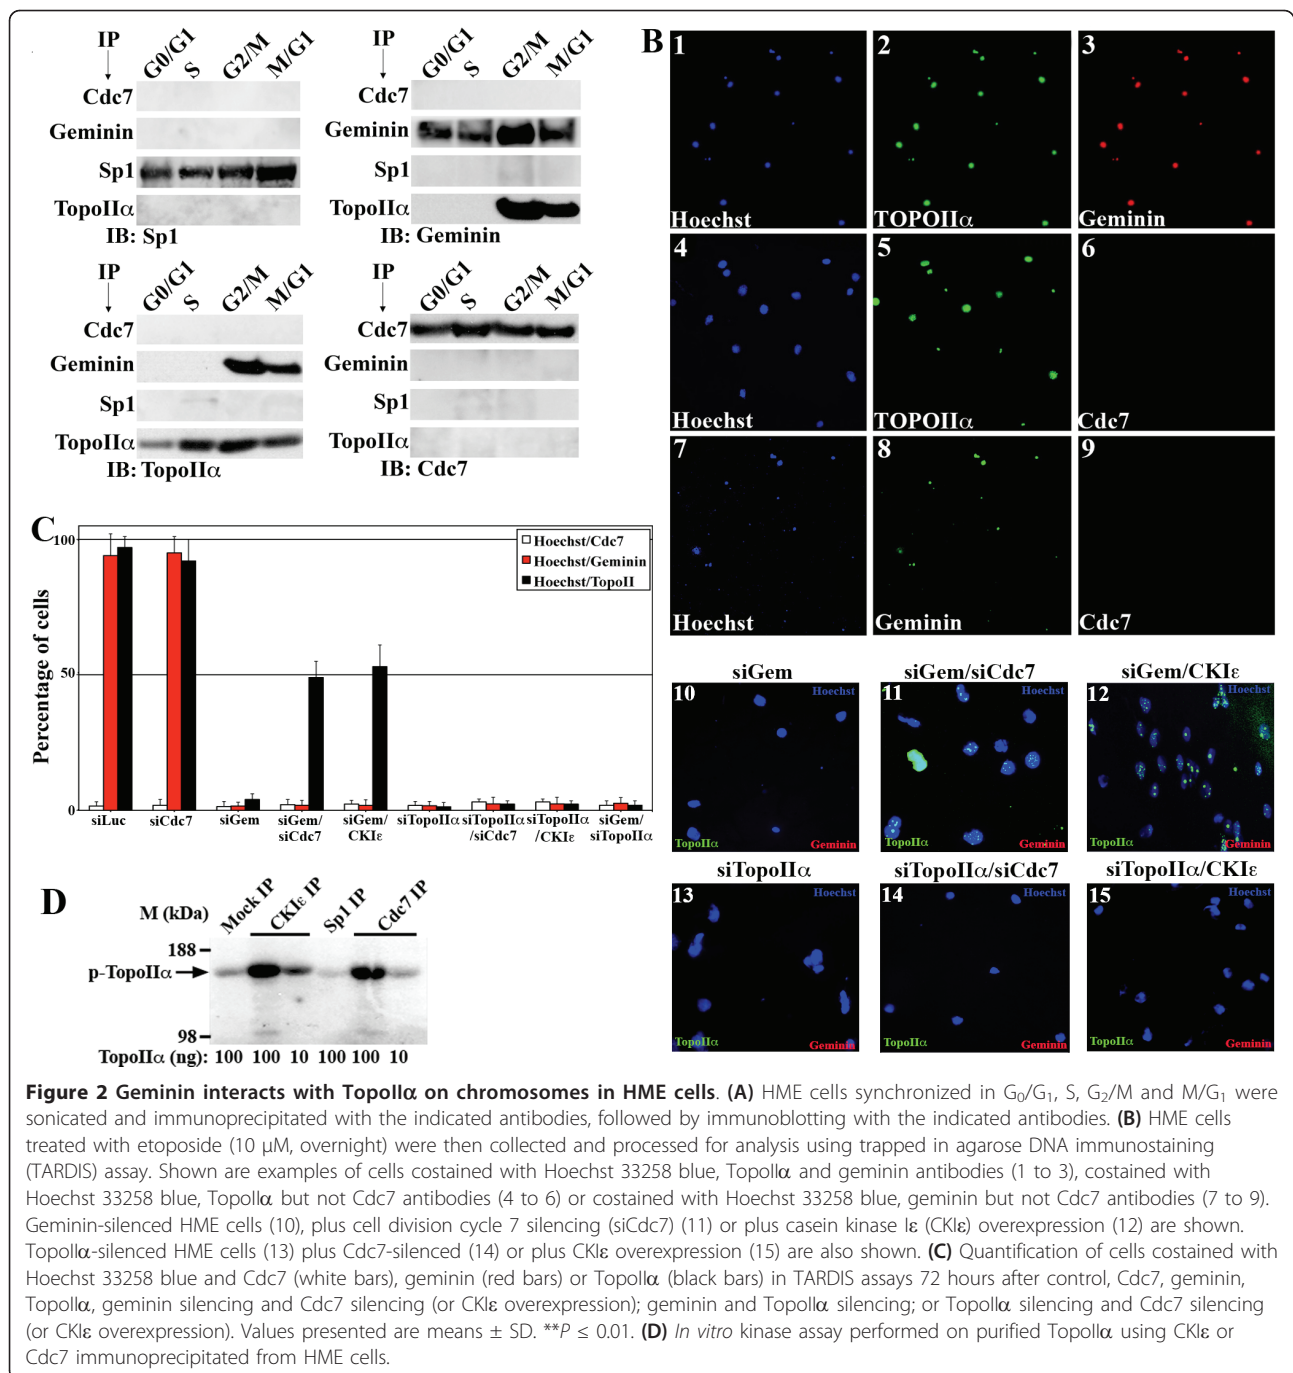 IP
G0/G1 S G2/M M/G1
Cdc7
Geminin
Sp1
TopoIIα
IB: Sp1
IP
G0/G1 S G2/M M/G1
Cdc7
Geminin
Sp1
TopoIIα
IB: Geminin
IP
G0/G1 S G2/M M/G1
Cdc7
Geminin
Sp1
TopoIIα
IB: TopoIIα
IP
G0/G1 S G2/M M/G1
Cdc7
Geminin
Sp1
TopoIIα
IB: Cdc7
B
1 2 3
Hoechst TOPOIIα Geminin
4 5 6
Hoechst TOPOIIα Cdc7
7 8 9
Hoechst Geminin Cdc7
siGem siGem/siCdc7 siGem/CKIε
10 Hoechst 11 Hoechst 12 Hoechst
TopoIIα Geminin TopoIIα Geminin TopoIIα Geminin
siTopoIIα siTopoIIα/siCdc7 siTopoIIα/CKIε
13 Hoechst 14 Hoechst 15 Hoechst
TopoIIα Geminin TopoIIα Geminin TopoIIα Geminin
C
Percentage of cells
100
50
0
Hoechst/Cdc7
Hoechst/Geminin
Hoechst/TopoII
siLuc siCdc7 siGem siGem/ siGem/ siTopoIIα siTopoIIα siTopoIIα siGem/
siCdc7 CKIε /siCdc7 /CKIε siTopoIIα
D
M (kDa) Mock IP CKIε IP Sp1 IP Cdc7 IP
188
p-TopoIIα
98
TopoIIα (ng): 100 100 10 100 100 10
Figure 2 Geminin interacts with TopoIIα on chromosomes in HME cells. (A) HME cells synchronized in G0/G1, S, G2/M and M/G1 were
sonicated and immunoprecipitated with the indicated antibodies, followed by immunoblotting with the indicated antibodies. (B) HME cells
treated with etoposide (10 μM, overnight) were then collected and processed for analysis using trapped in agarose DNA immunostaining
(TARDIS) assay. Shown are examples of cells costained with Hoechst 33258 blue, TopoIIα and geminin antibodies (1 to 3), costained with
Hoechst 33258 blue, TopoIIα but not Cdc7 antibodies (4 to 6) or costained with Hoechst 33258 blue, geminin but not Cdc7 antibodies (7 to 9).
Geminin-silenced HME cells (10), plus cell division cycle 7 silencing (siCdc7) (11) or plus casein kinase Iε (CKIε) overexpression (12) are shown.
TopoIIα-silenced HME cells (13) plus Cdc7-silenced (14) or plus CKIε overexpression (15) are also shown. (C) Quantification of cells costained with
Hoechst 33258 blue and Cdc7 (white bars), geminin (red bars) or TopoIIα (black bars) in TARDIS assays 72 hours after control, Cdc7, geminin,
TopoIIα, geminin silencing and Cdc7 silencing (or CKIε overexpression); geminin and TopoIIα silencing; or TopoIIα silencing and Cdc7 silencing
(or CKIε overexpression). Values presented are means ± SD. **P ≤ 0.01. (D) In vitro kinase assay performed on purified TopoIIα using CKIε or
Cdc7 immunoprecipitated from HME cells.